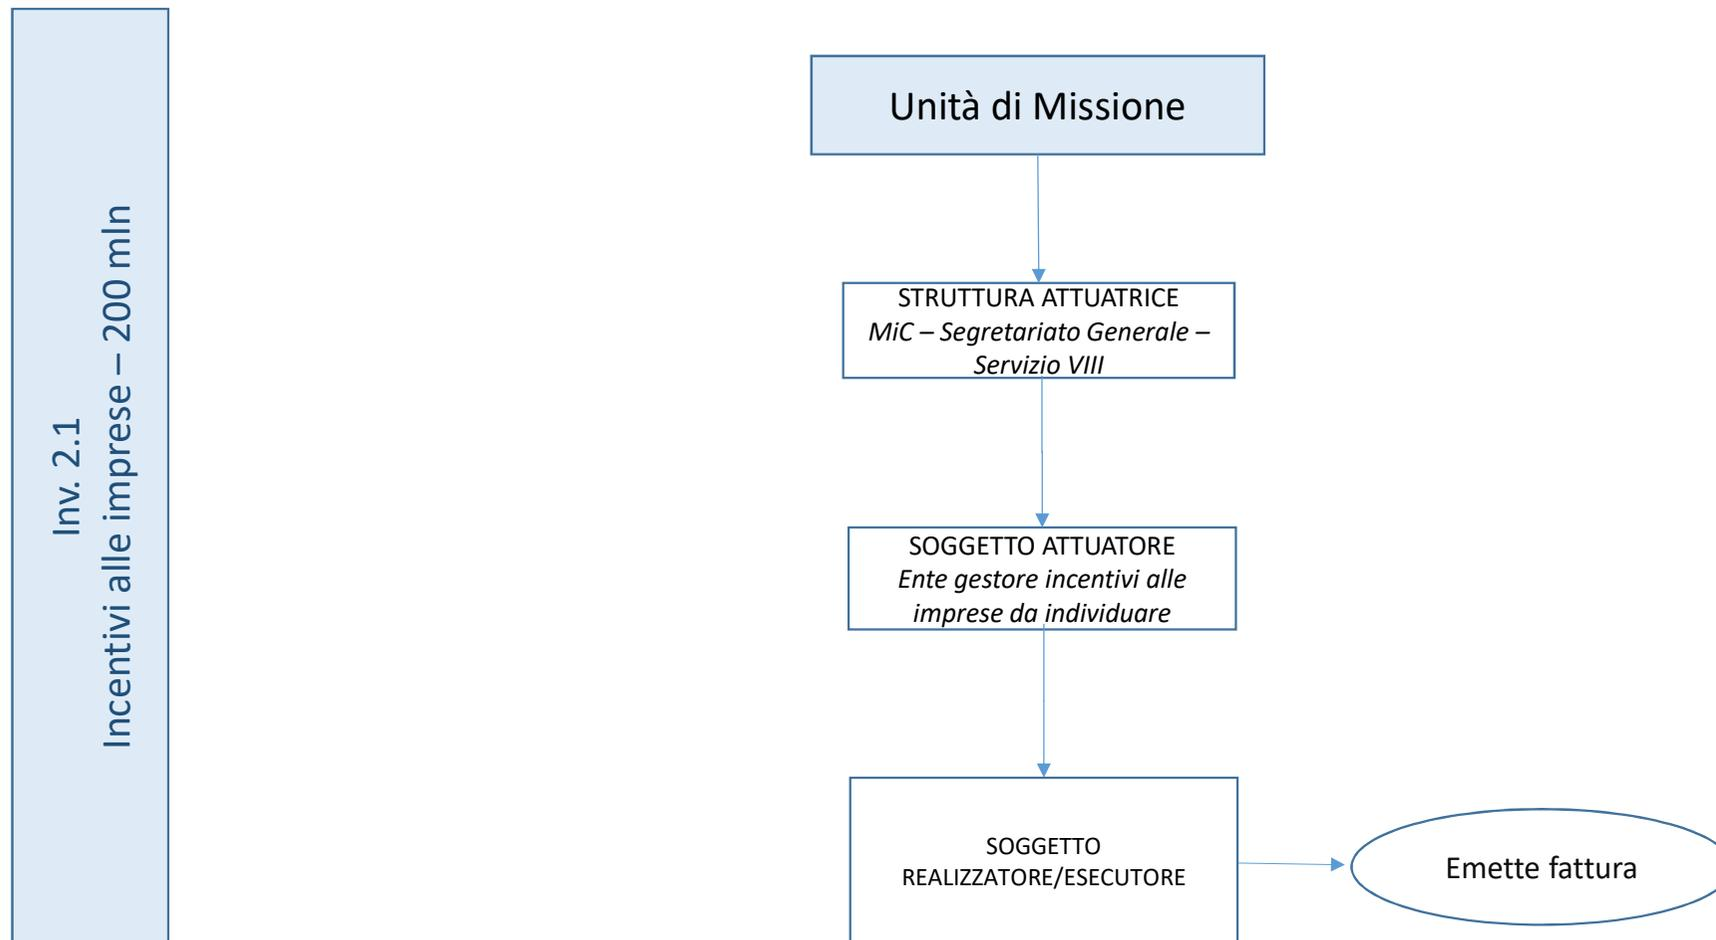 Inv. 2.1
Incentivi alle imprese – 200 mln
Unità di Missione
STRUTTURA ATTUATRICE
MiC – Segretariato Generale –
Servizio VIII
SOGGETTO ATTUATORE
Ente gestore incentivi alle
imprese da individuare
SOGGETTO
REALIZZATORE/ESECUTORE
Emette fattura